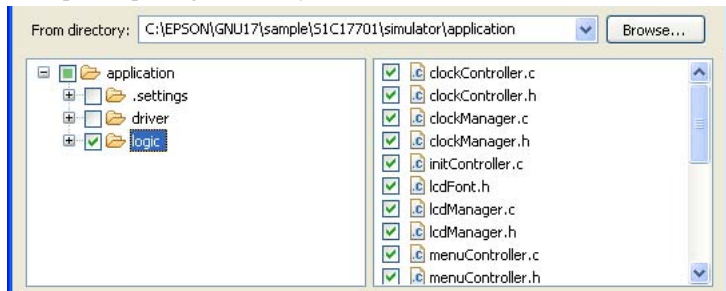 From directory: C:\EPSON\GNU17\sample\S1C17701\simulator\application Browse...
application
.settings
driver
logic
clockController.c
clockController.h
clockManager.c
clockManager.h
initController.c
lcdFont.h
lcdManager.c
lcdManager.h
menuController.c
menuController.h